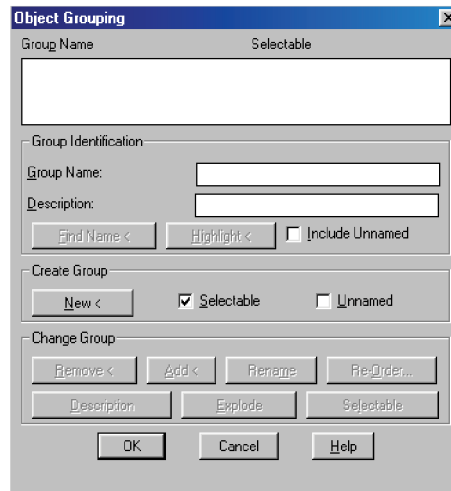 Object Grouping
Group Name Selectable
Group Identification
Group Name:
Description:
Find Name < Highlight < Include Unnamed
Create Group
New < Selectable Unnamed
Change Group
Remove < Add < Rename Re-Order...
Description Explode Selectable
OK Cancel Help